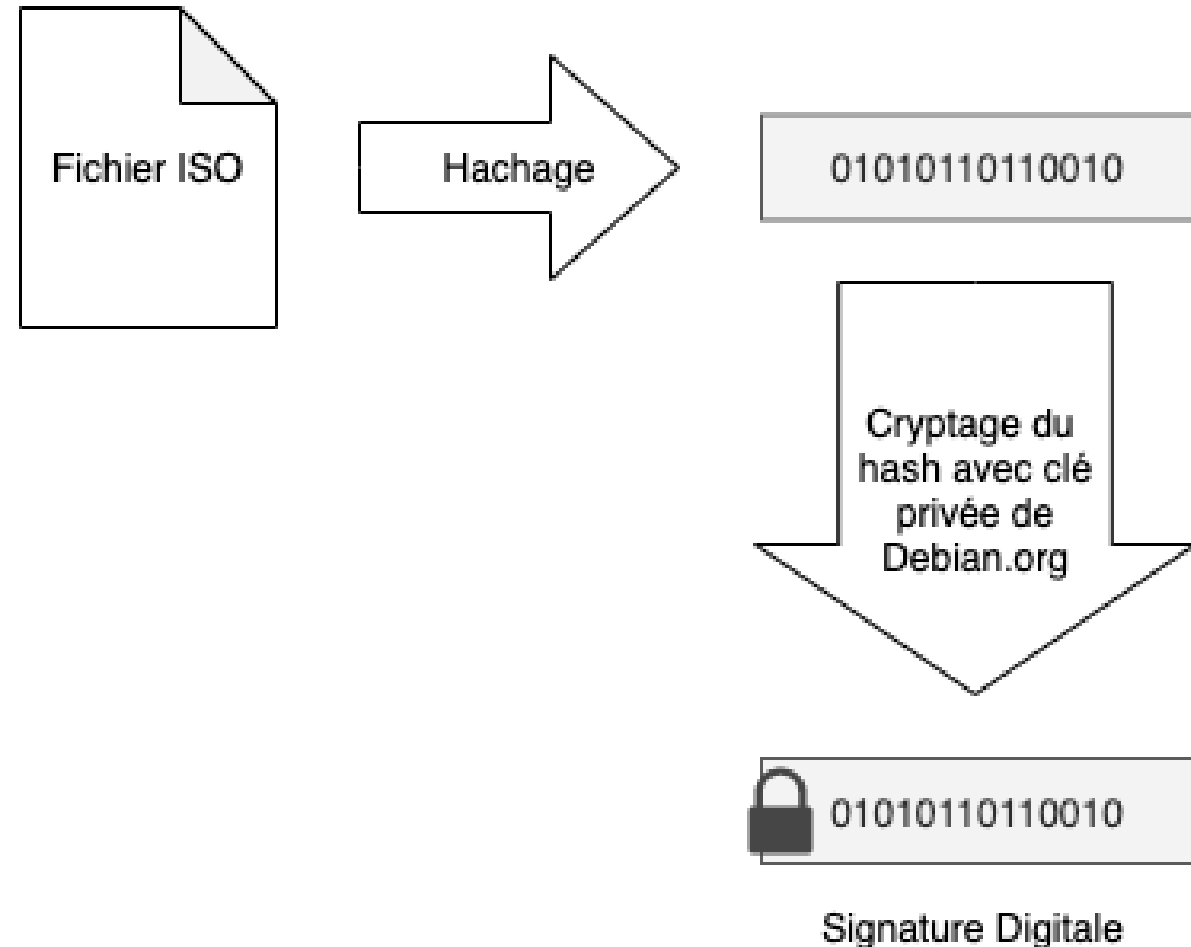 Fichier ISO
Hachage
01010110110010
Cryptage du
hash avec clé
privée de
Debian.org
01010110110010
Signature Digitale